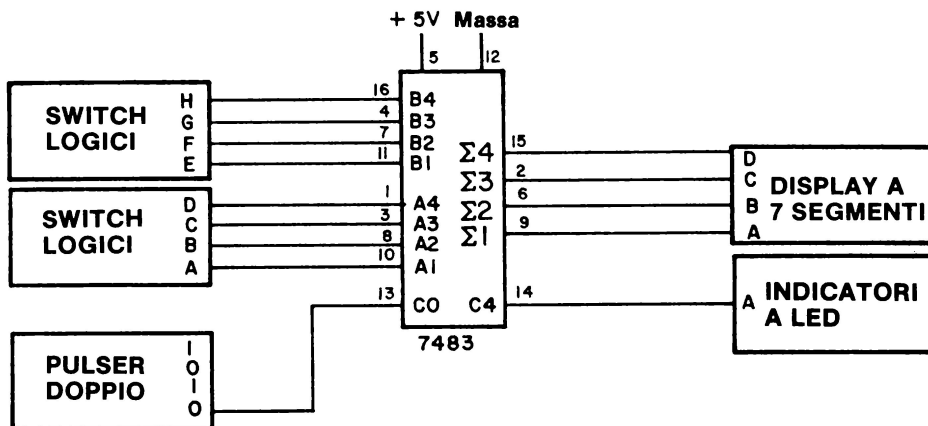 + 5V Massa
5 12
SWITCH LOGICI
H 16 B4
G 4 B3
F 7 B2
E 11 B1
SWITCH LOGICI
D 1 A4
C 3 A3
B 8 A2
A 10 A1
13 C0
PULSER DOPPIO
1
0
1
0
Σ4 15 D
Σ3 2 C
Σ2 6 B
Σ1 9 A
DISPLAY A 7 SEGMENTI
C4 14 A
INDICATORI A LED
7483